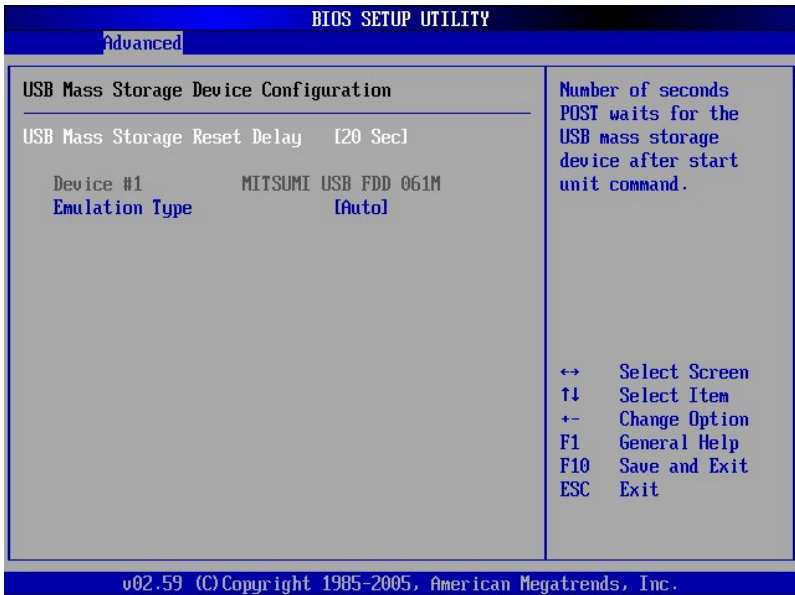 BIOS SETUP UTILITY
Advanced
USB Mass Storage Device Configuration
USB Mass Storage Reset Delay [20 Sec]
Device #1 MITSUMI USB FDD 061M
Emulation Type [Auto]
Number of seconds
POST waits for the
USB mass storage
device after start
unit command.
↔ Select Screen
↑↓ Select Item
+- Change Option
F1 General Help
F10 Save and Exit
ESC Exit
v02.59 (C)Copyright 1985-2005, American Megatrends, Inc.